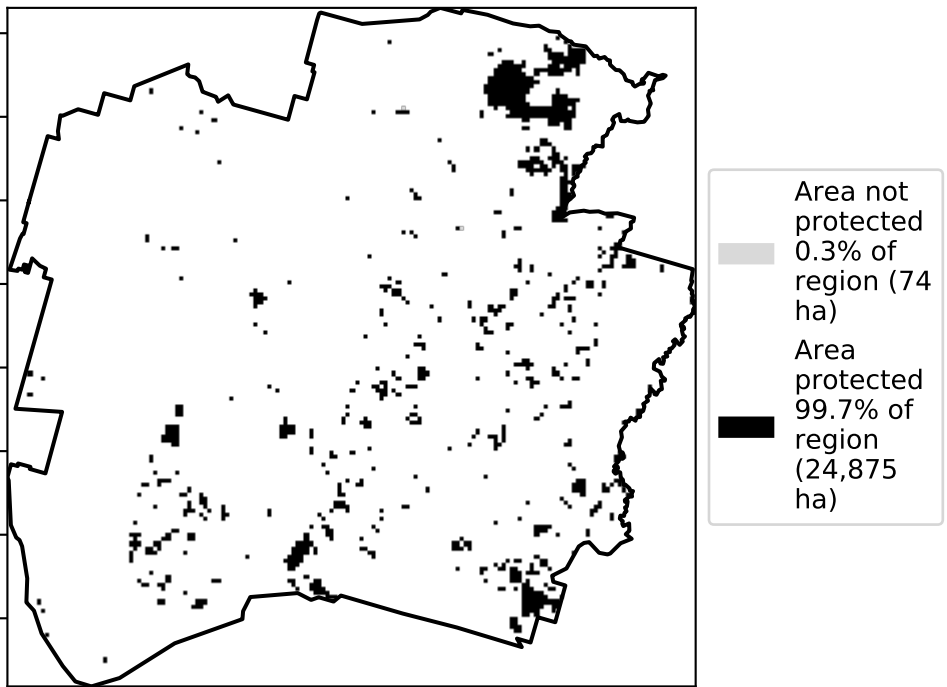 Area not
protected
0.3% of
region (74
ha)
Area
protected
99.7% of
region
(24,875
ha)